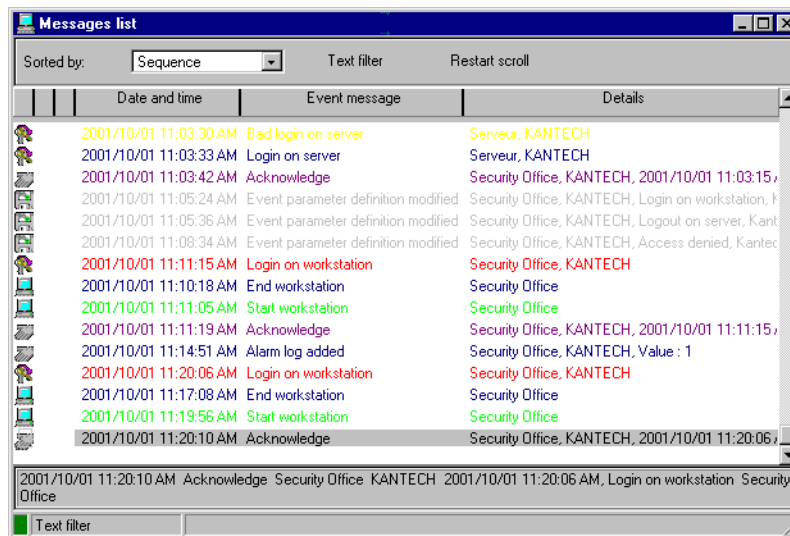 Messages list
Sorted by: Sequence Text filter Restart scroll
Date and time Event message Details
2001/10/01 11:03:30 AM Bad login on server Serveur, KANTECH
2001/10/01 11:03:33 AM Login on server Serveur, KANTECH
2001/10/01 11:03:42 AM Acknowledge Security Office, KANTECH, 2001/10/01 11:03:15
2001/10/01 11:05:24 AM Event parameter definition modified Security Office, KANTECH, Login on workstation,
2001/10/01 11:05:36 AM Event parameter definition modified Security Office, KANTECH, Logout on server, Kant
2001/10/01 11:08:34 AM Event parameter definition modified Security Office, KANTECH, Access denied, Kantec
2001/10/01 11:11:15 AM Login on workstation Security Office, KANTECH
2001/10/01 11:10:18 AM End workstation Security Office
2001/10/01 11:11:05 AM Start workstation Security Office
2001/10/01 11:11:19 AM Acknowledge Security Office, KANTECH, 2001/10/01 11:11:15
2001/10/01 11:14:51 AM Alarm log added Security Office, KANTECH, Value : 1
2001/10/01 11:20:06 AM Login on workstation Security Office, KANTECH
2001/10/01 11:17:08 AM End workstation Security Office
2001/10/01 11:19:56 AM Start workstation Security Office
2001/10/01 11:20:10 AM Acknowledge Security Office, KANTECH, 2001/10/01 11:20:06
2001/10/01 11:20:10 AM Acknowledge Security Office KANTECH 2001/10/01 11:20:06 AM, Login on workstation Security
Office
Text filter